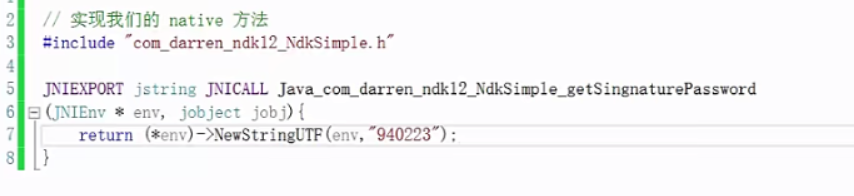 2 // 实现我们的 native 方法
3 #include "com_darren_ndk12_NdkSimple.h"
4
5 JNIEXPORT jstring JNICALL Java_com_darren_ndk12_NdkSimple_getSingnaturePassword
6 (JNIEnv * env, jobject jobj){
7 return (*env)->NewStringUTF(env,"940223");
8 }